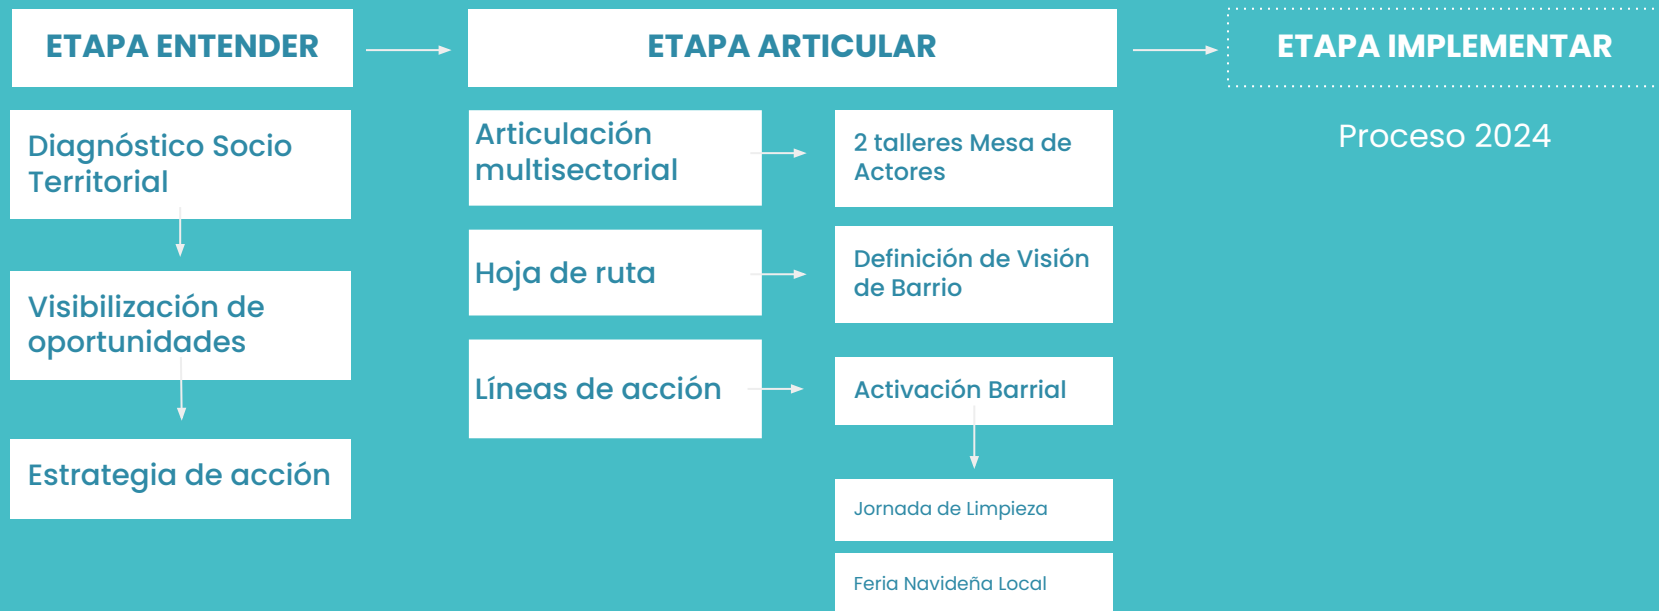 ETAPA ENTENDER
Diagnóstico Socio
Territorial
Visibilización de
oportunidades
Estrategia de acción
ETAPA ARTICULAR
Articulación
multisectorial
2 talleres Mesa de
Actores
Hoja de ruta
Definición de Visión
de Barrio
Líneas de acción
Activación Barrial
Jornada de Limpieza
Feria Navideña Local
ETAPA IMPLEMENTAR
Proceso 2024